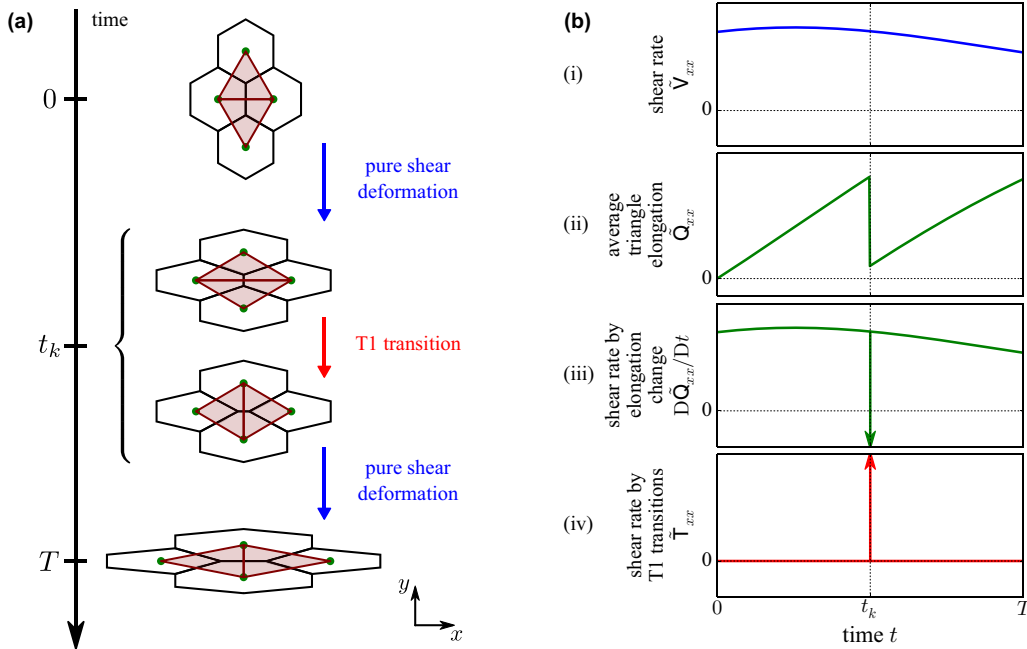 (a)
time
0
pure shear
deformation
t_k
T1 transition
pure shear
deformation
T
y
x
(b)
(i)
shear rate
Ṽ_xx
0
(ii)
average
triangle
elongation
Q̃_xx
0
(iii)
shear rate by
elongation
change
DQ̃_xx/Dt
0
(iv)
shear rate by
T1 transitions
T̃_xx
0
0
t_k
T
time t